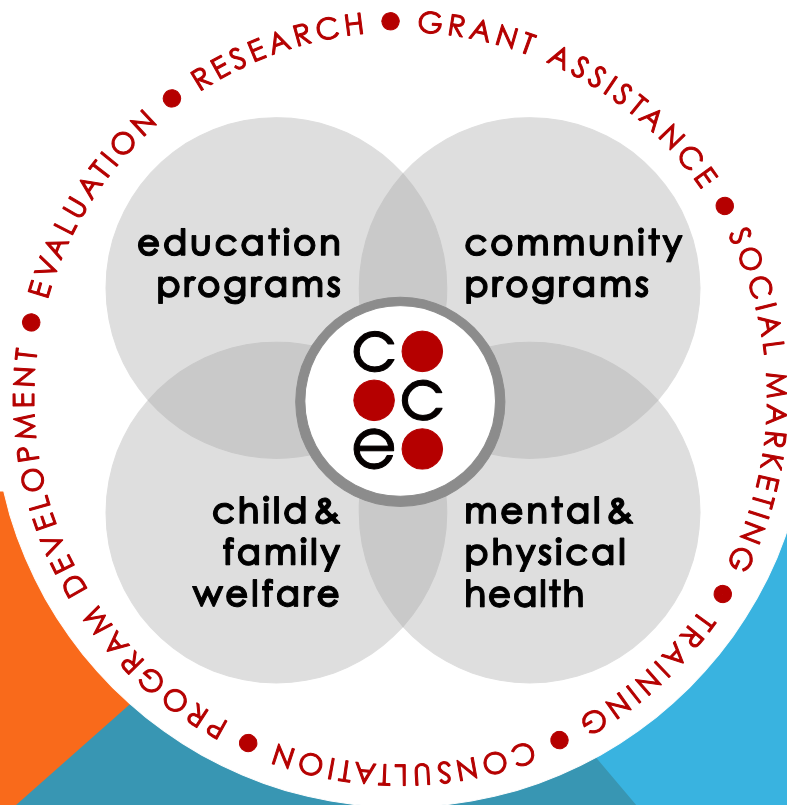 RESEARCH • GRANT ASSISTANCE • SOCIAL MARKETING • TRAINING • CONSULTATION • PROGRAM DEVELOPMENT • EVALUATION •
education
programs
community
programs
c
c
e
child &
family
welfare
mental &
physical
health